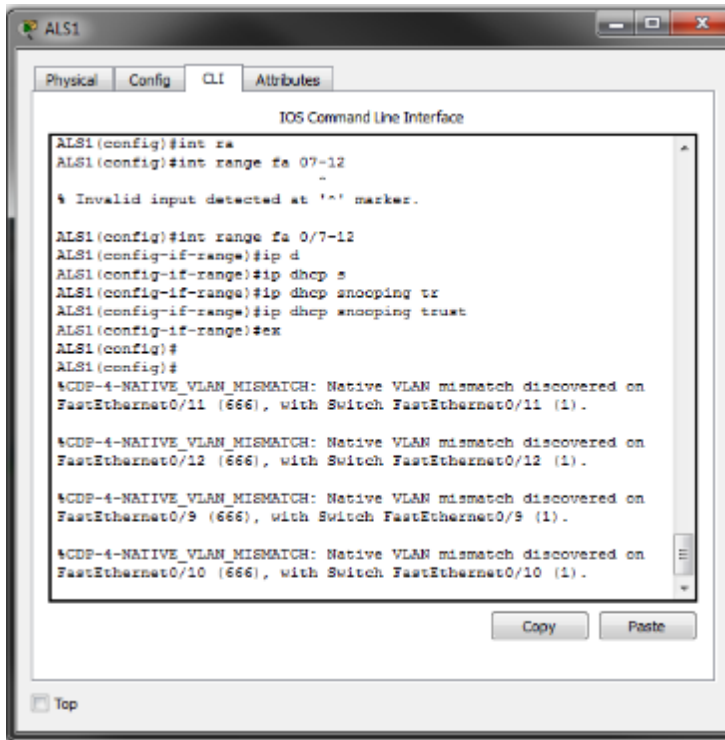 ALS1
Physical Config CLI Attributes
IOS Command Line Interface
ALS1(config)#int ra
ALS1(config)#int range fa 07-12
^
% Invalid input detected at '^' marker.
ALS1(config)#int range fa 0/7-12
ALS1(config-if-range)#ip d
ALS1(config-if-range)#ip dhcp s
ALS1(config-if-range)#ip dhcp snooping tr
ALS1(config-if-range)#ip dhcp snooping trust
ALS1(config-if-range)#ex
ALS1(config)#
ALS1(config)#
%CDP-4-NATIVE_VLAN_MISMATCH: Native VLAN mismatch discovered on
FastEthernet0/11 (666), with Switch FastEthernet0/11 (1).
%CDP-4-NATIVE_VLAN_MISMATCH: Native VLAN mismatch discovered on
FastEthernet0/12 (666), with Switch FastEthernet0/12 (1).
%CDP-4-NATIVE_VLAN_MISMATCH: Native VLAN mismatch discovered on
FastEthernet0/9 (666), with Switch FastEthernet0/9 (1).
%CDP-4-NATIVE_VLAN_MISMATCH: Native VLAN mismatch discovered on
FastEthernet0/10 (666), with Switch FastEthernet0/10 (1).
Copy Paste
Top